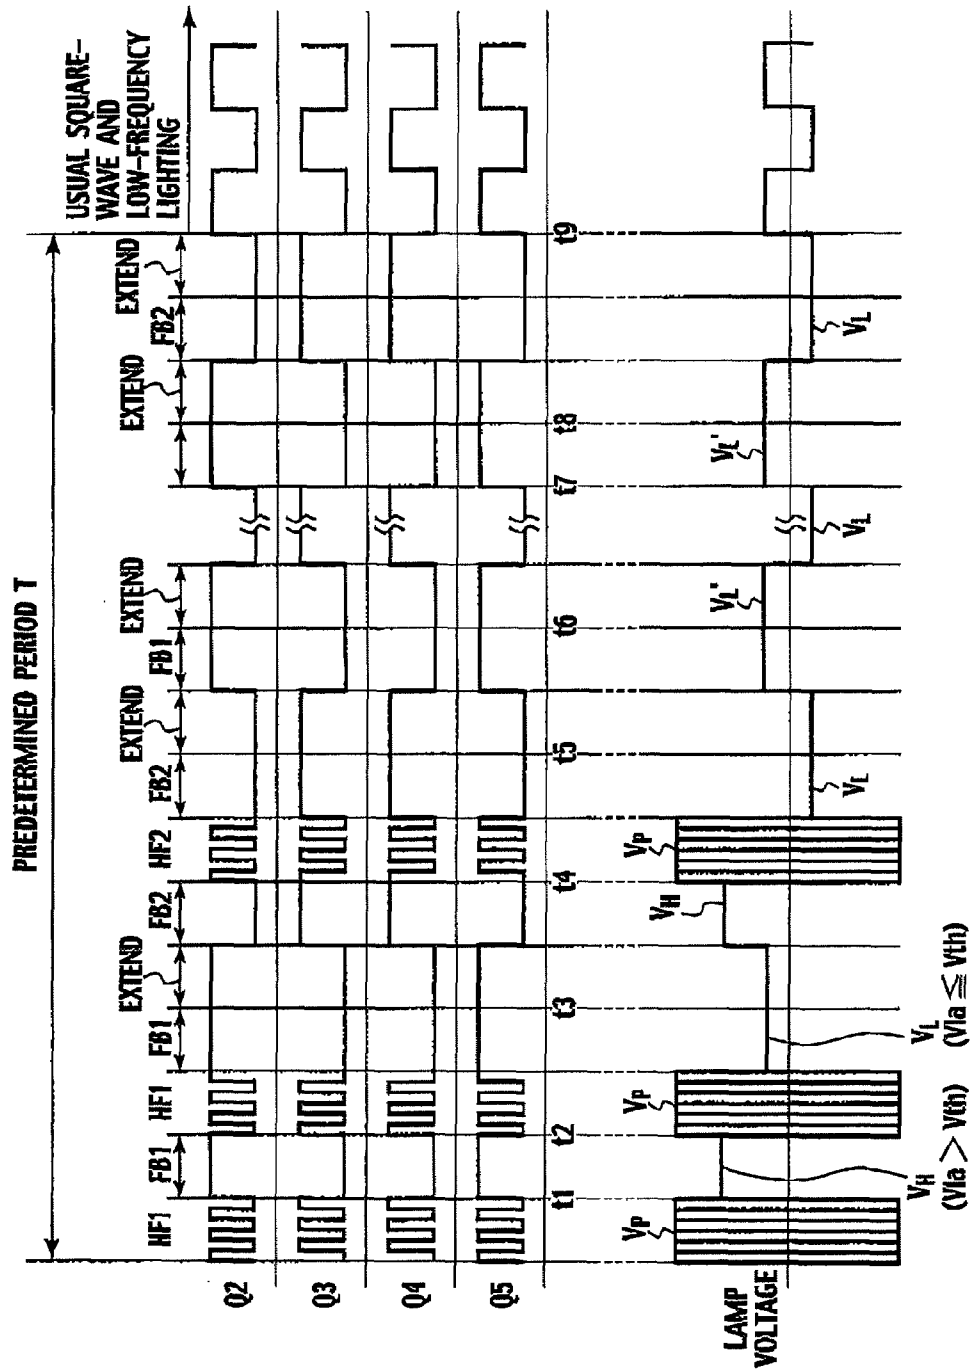 PREDETERMINED PERIOD T
USUAL SQUARE-
WAVE AND
LOW-FREQUENCY
LIGHTING
EXTEND
EXTEND
EXTEND
EXTEND
EXTEND
HF1
FB1
HF1
FB1
FB2
HF2
FB2
FB1
FB2
Q2
Q3
Q4
Q5
t1
t2
t3
t4
t5
t6
t7
t8
t9
LAMP
VOLTAGE
VP
VP
VH
VP
VL
VL'
VL
VL'
VL
VH
(Vla > Vth)
VL
(Vla ≦ Vth)